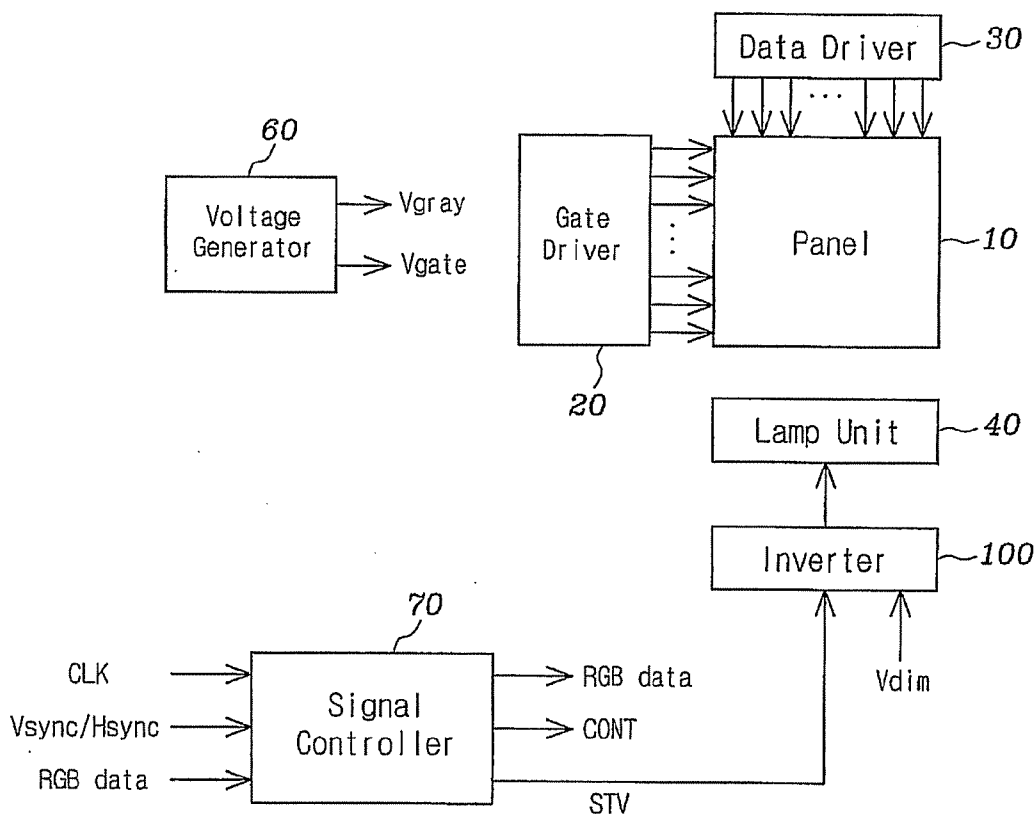 Data Driver
30
...
60
Voltage
Generator
Vgray
Vgate
Gate
Driver
...
Panel
10
20
Lamp Unit
40
Inverter
100
Vdim
70
CLK
Vsync/Hsync
RGB data
Signal
Controller
RGB data
CONT
STV